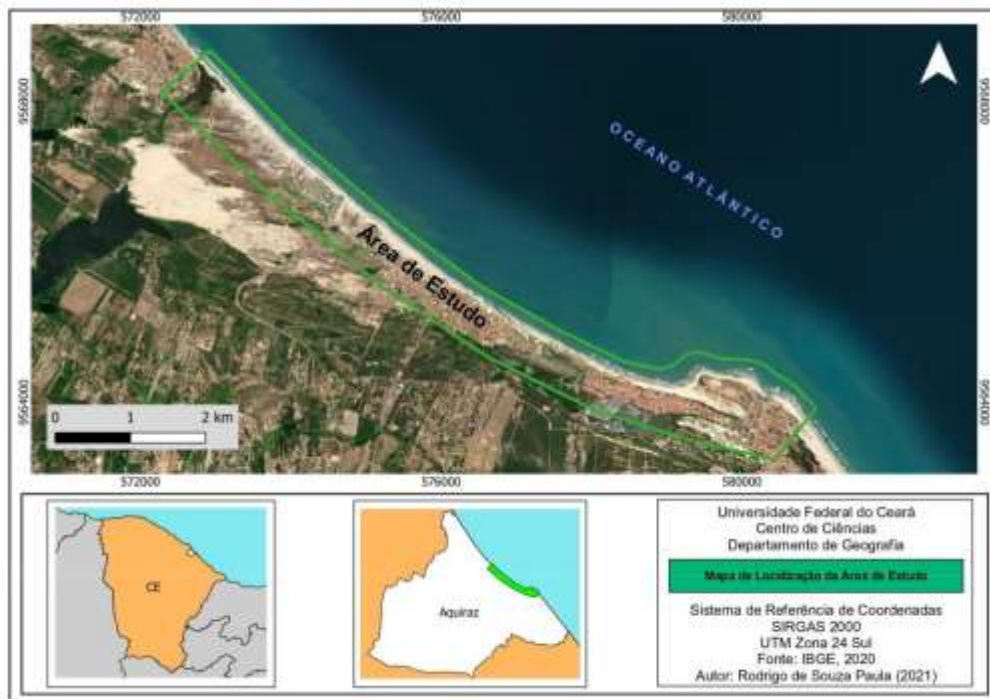 572000 576000 580000
9568000
9568000
OCEANO ATLÂNTICO
Área de Estudo
9564000
9564000
0 1 2 km
572000 576000 580000
CE
Aquiraz
Universidade Federal do Ceará
Centro de Ciências
Departamento de Geografia
Mapa de Localização da Área de Estudo
Sistema de Referência de Coordenadas
SIRGAS 2000
UTM Zona 24 Sul
Fonte: IBGE, 2020
Autor: Rodrigo de Souza Paula (2021)